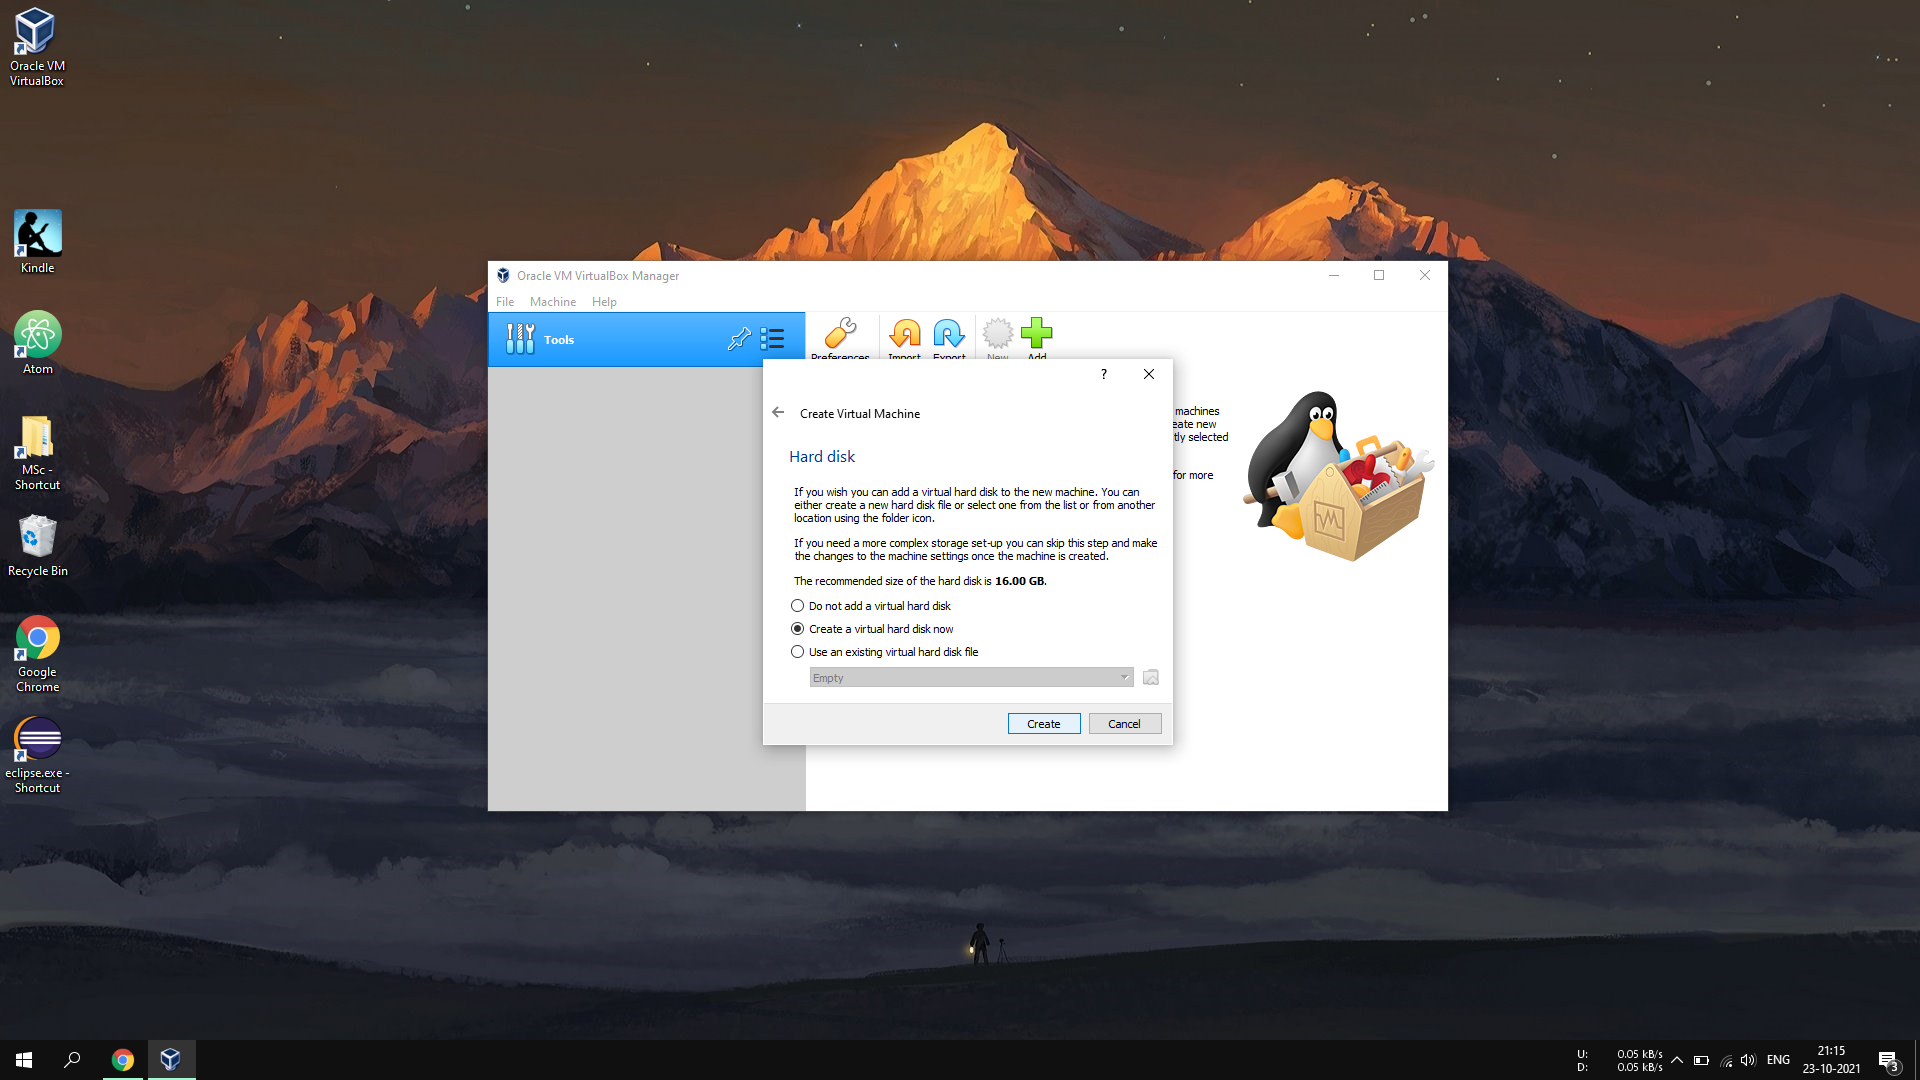 Oracle VM
VirtualBox
Kindle
Atom
MSc -
Shortcut
Recycle Bin
Google
Chrome
eclipse.exe -
Shortcut
Oracle VM VirtualBox Manager
File Machine Help
Tools
Preferences Import Export New Add
machines
eate new
tly selected
for more
?
Create Virtual Machine
Hard disk
If you wish you can add a virtual hard disk to the new machine. You can
either create a new hard disk file or select one from the list or from another
location using the folder icon.
If you need a more complex storage set-up you can skip this step and make
the changes to the machine settings once the machine is created.
The recommended size of the hard disk is 16.00 GB.
Do not add a virtual hard disk
Create a virtual hard disk now
Use an existing virtual hard disk file
Empty
Create Cancel
U: 0.05 kB/s
D: 0.05 kB/s
ENG
21:15
23-10-2021
3